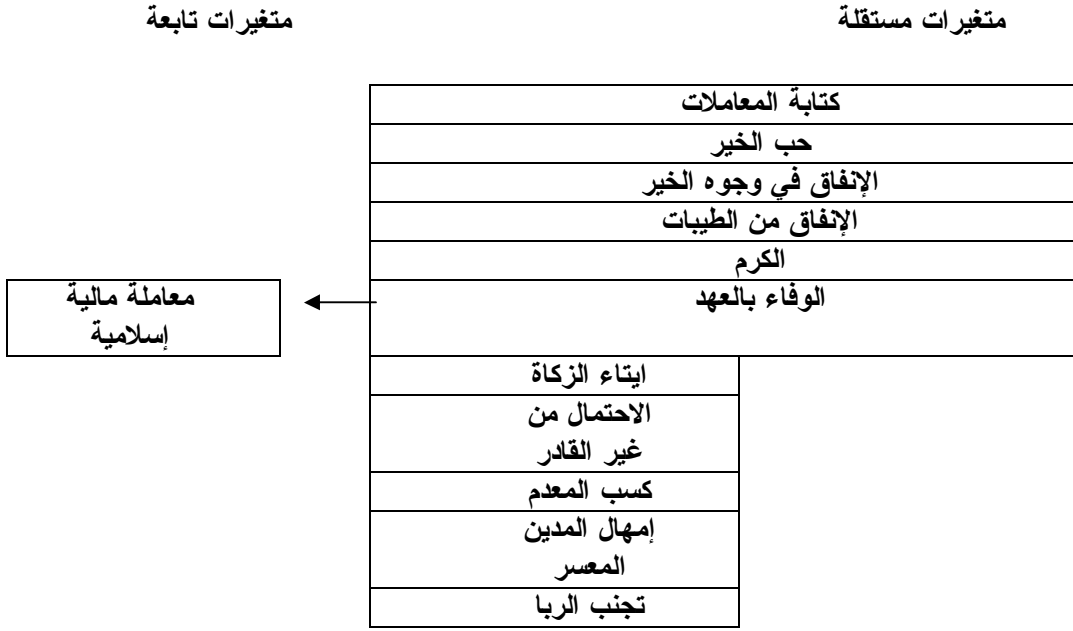 متغيرات مستقلة
متغيرات تابعة
كتابة المعاملات
حب الخير
الإنفاق في وجوه الخير
الإنفاق من الطيبات
الكرم
الوفاء بالعهد
معاملة مالية
إسلامية
ايتاء الزكاة
الاحتمال من
غير القادر
كسب المعدم
إمهال المدين
المعسر
تجنب الربا